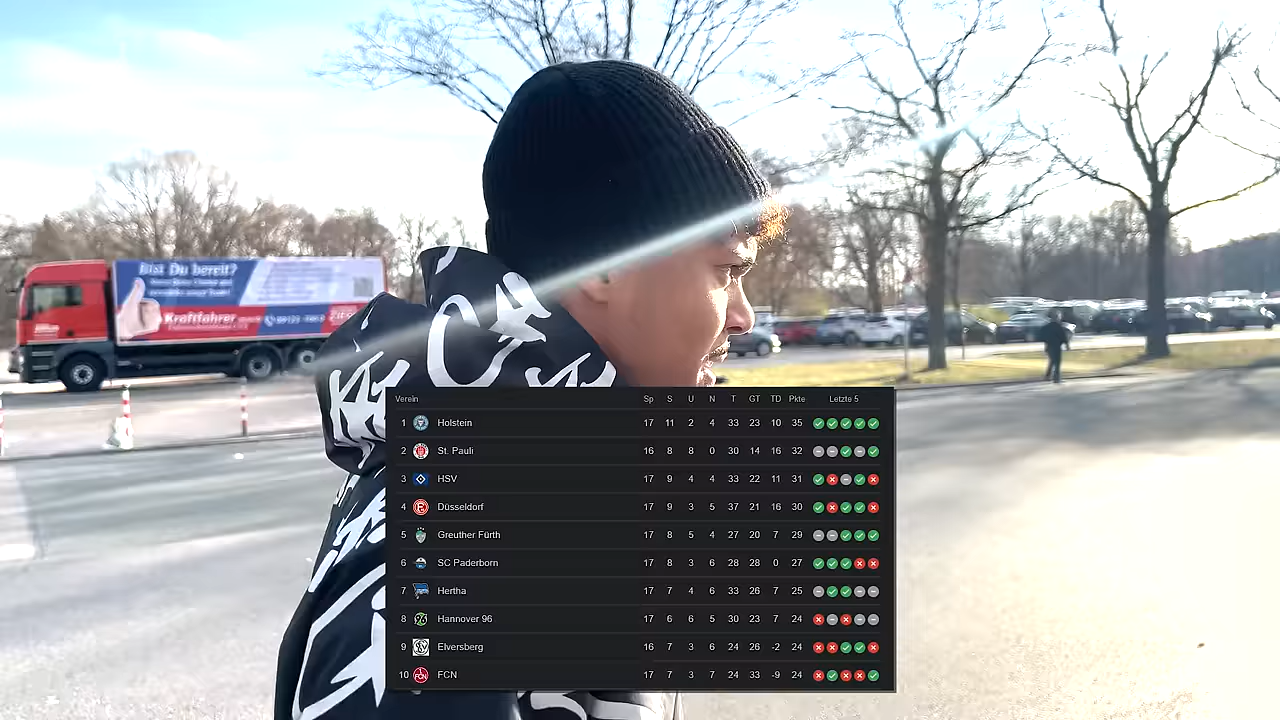 Bist Du bereit?
Kraftfahrer
Verein Sp S U N T GT TD Pkte Letzte 5
1 Holstein 17 11 2 4 33 23 10 35
2 St. Pauli 16 8 8 0 30 14 16 32
3 HSV 17 9 4 4 33 22 11 31
4 Düsseldorf 17 9 3 5 37 21 16 30
5 Greuther Fürth 17 8 5 4 27 20 7 29
6 SC Paderborn 17 8 3 6 28 28 0 27
7 Hertha 17 7 4 6 33 26 7 25
8 Hannover 96 17 6 6 5 30 23 7 24
9 Elversberg 16 7 3 6 24 26 -2 24
10 FCN 17 7 3 7 24 33 -9 24